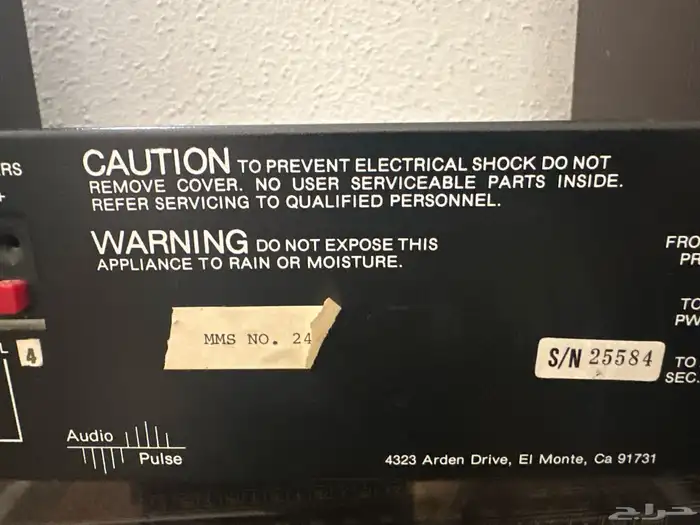 CAUTION TO PREVENT ELECTRICAL SHOCK DO NOT
REMOVE COVER. NO USER SERVICEABLE PARTS INSIDE.
REFER SERVICING TO QUALIFIED PERSONNEL.
WARNING DO NOT EXPOSE THIS
APPLIANCE TO RAIN OR MOISTURE.
ERS
+
L
4
MMS NO. 24
S/N 25584
FRO
PR
TO
PW
TO
SEC.
Audio
Pulse
4323 Arden Drive, El Monte, Ca 91731
حراج